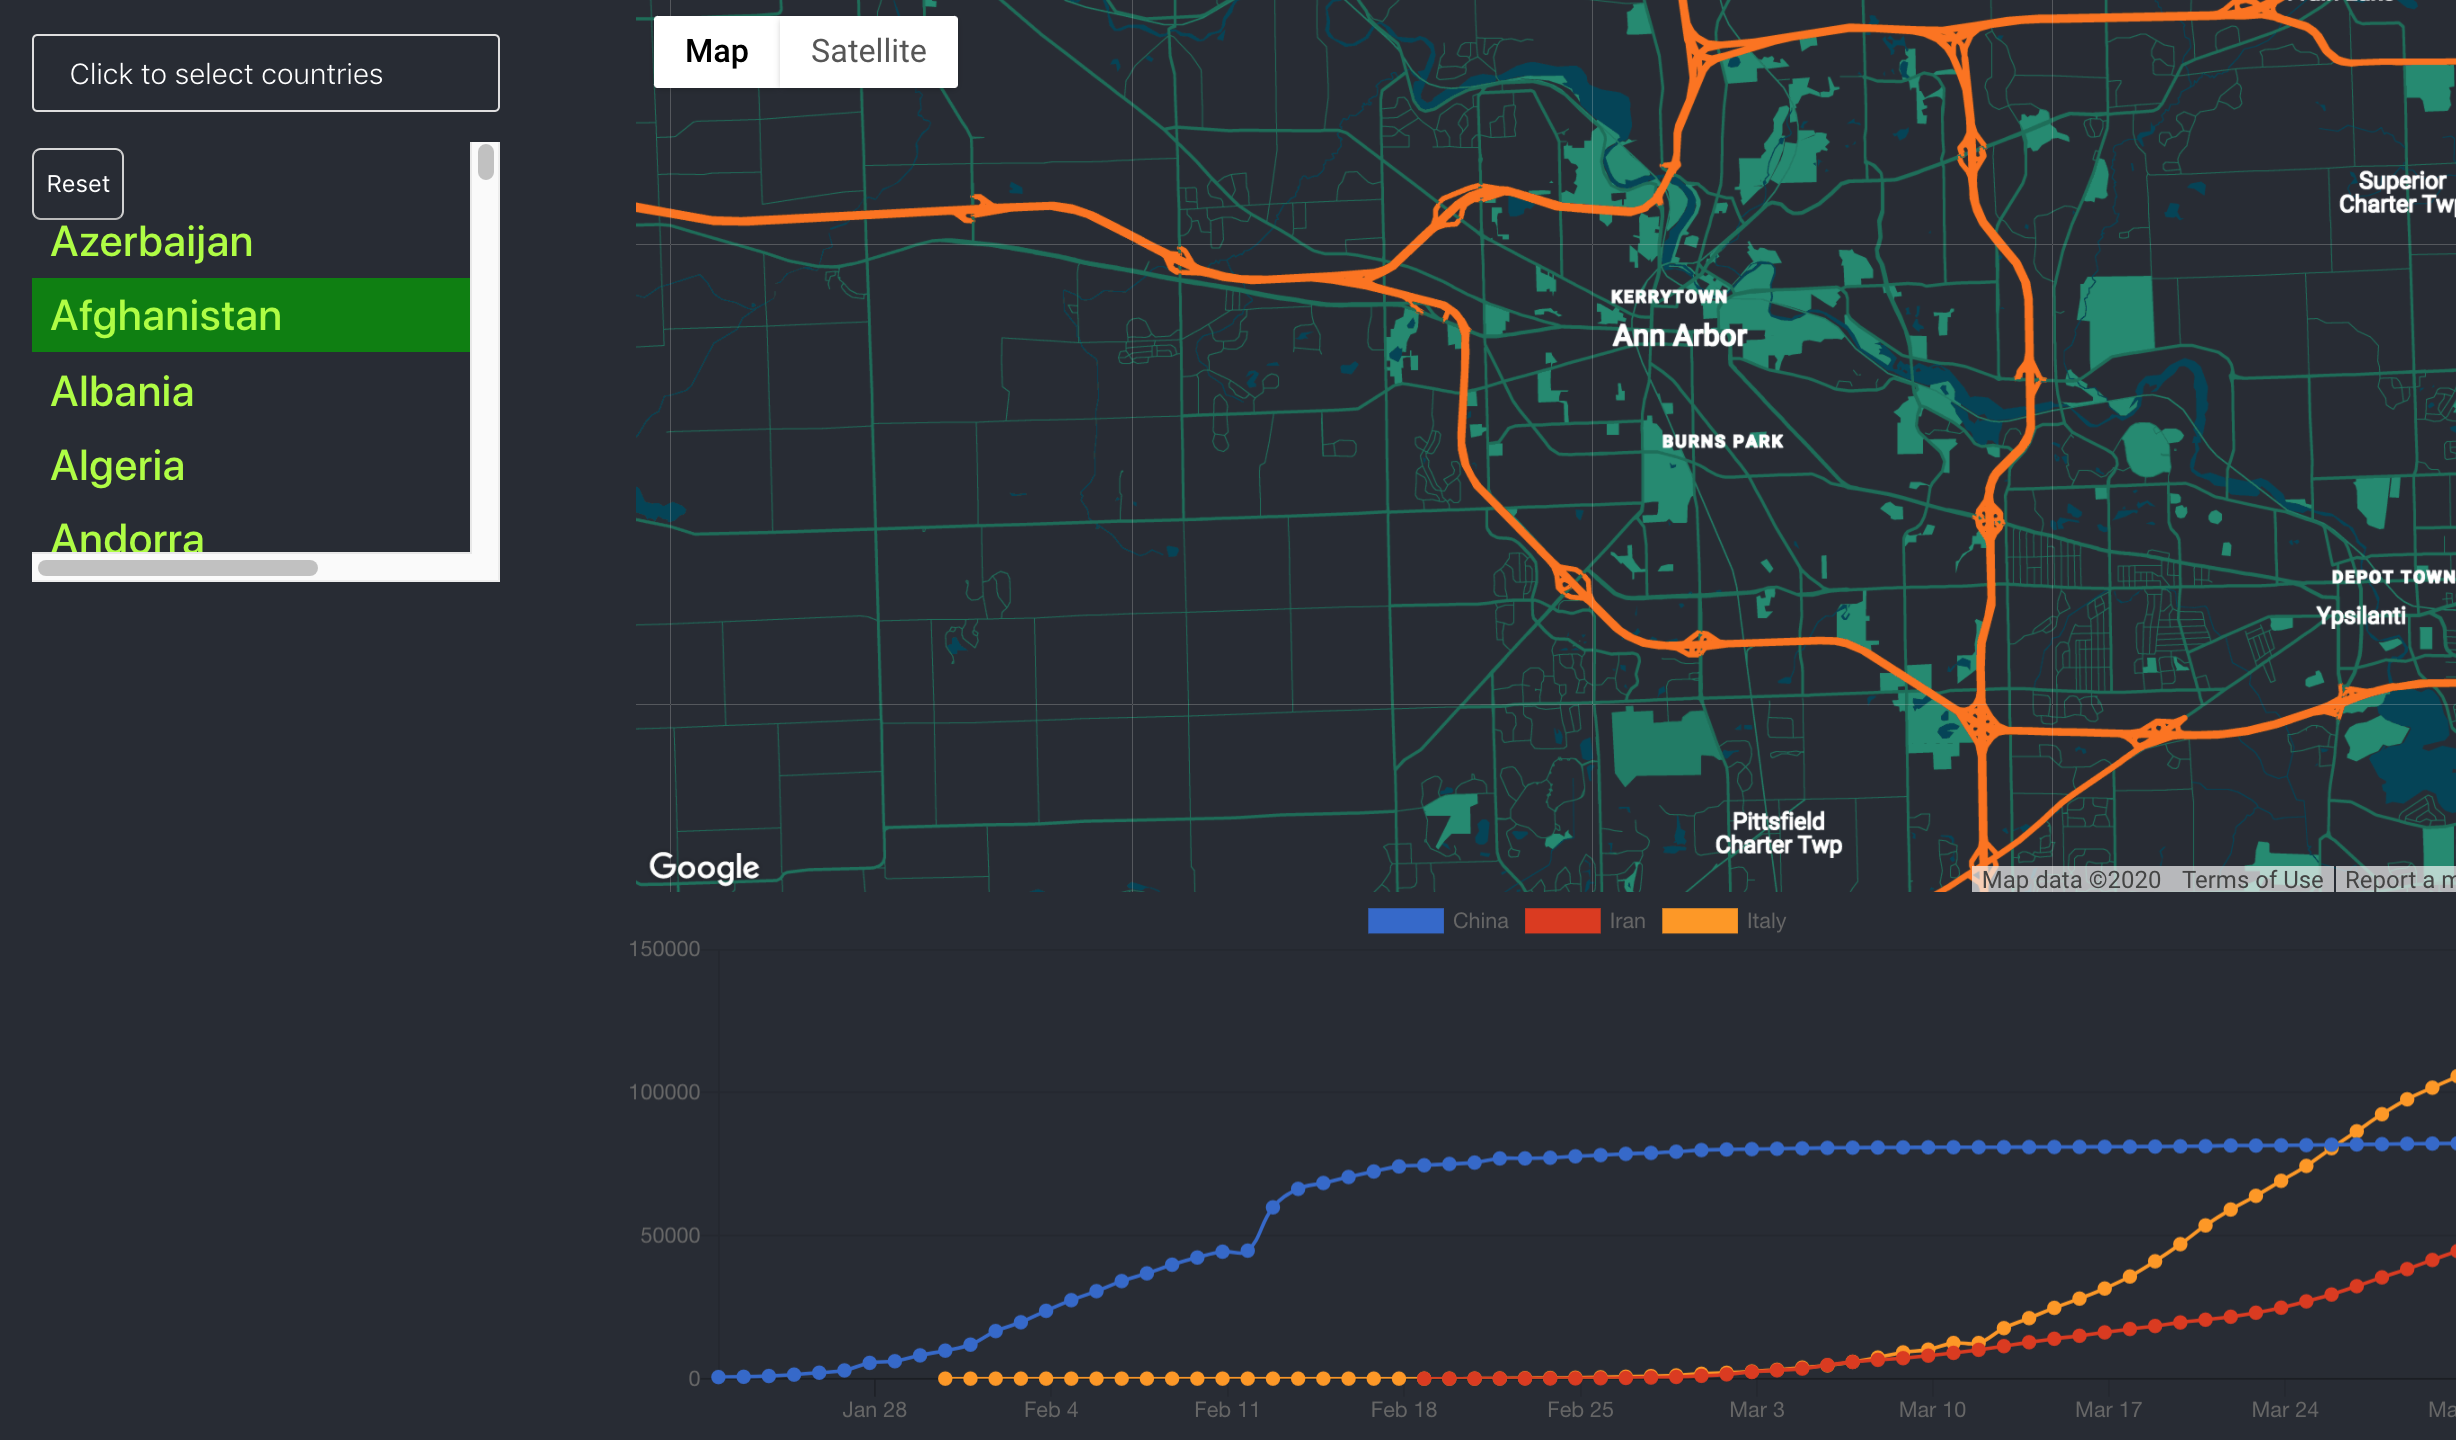 Click to select countries
Reset
Azerbaijan
Afghanistan
Albania
Algeria
Andorra
Map Satellite
Superior
Charter Twp
KERRYTOWN
Ann Arbor
BURNS PARK
DEPOT TOWN
Ypsilanti
Pittsfield
Charter Twp
Google
Map data ©2020 Terms of Use Report a m
China Iran Italy
150000
100000
50000
0
Jan 28 Feb 4 Feb 11 Feb 18 Feb 25 Mar 3 Mar 10 Mar 17 Mar 24 Ma